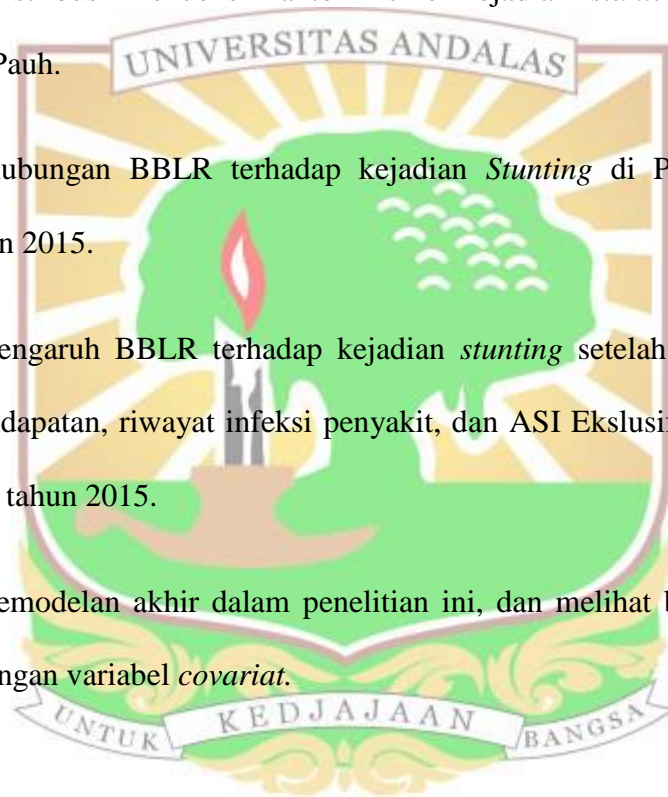 Pauh.
UNIVERSITAS ANDALAS
ubungan BBLR terhadap kejadian Stunting di P
n 2015.
engaruh BBLR terhadap kejadian stunting setelah
dapatan, riwayat infeksi penyakit, dan ASI Ekslusif
tahun 2015.
emodelan akhir dalam penelitian ini, dan melihat b
ngan variabel covariat.
UNTUK KEDJAJAAN BANGSA